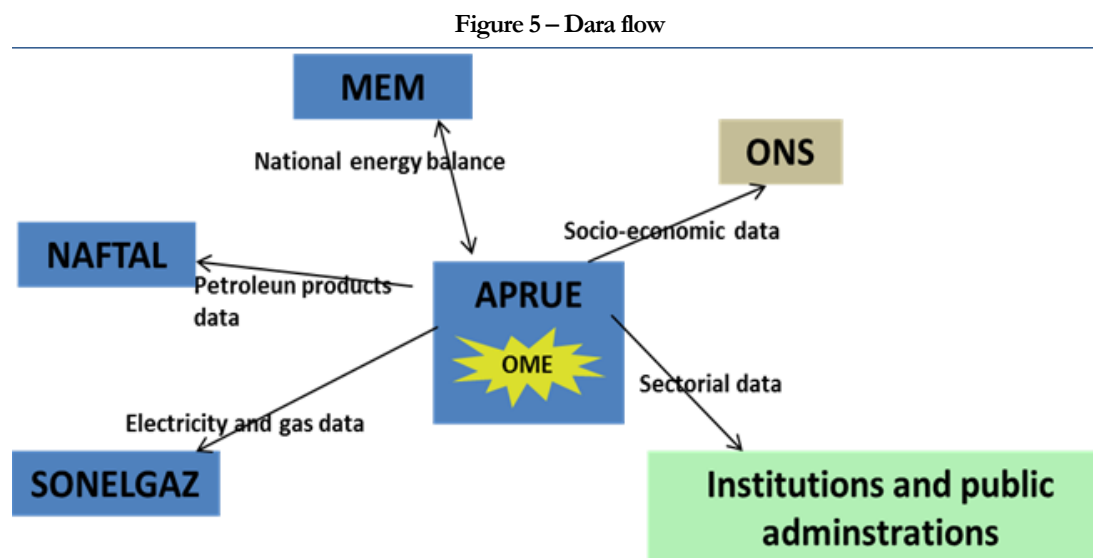 Figure 5 – Dara flow
MEM
National energy balance
ONS
Socio-economic data
NAFTAL
Petroleun products
data
APRUE
OME
Sectorial data
Electricity and gas data
SONELGAZ
Institutions and public
adminstrations